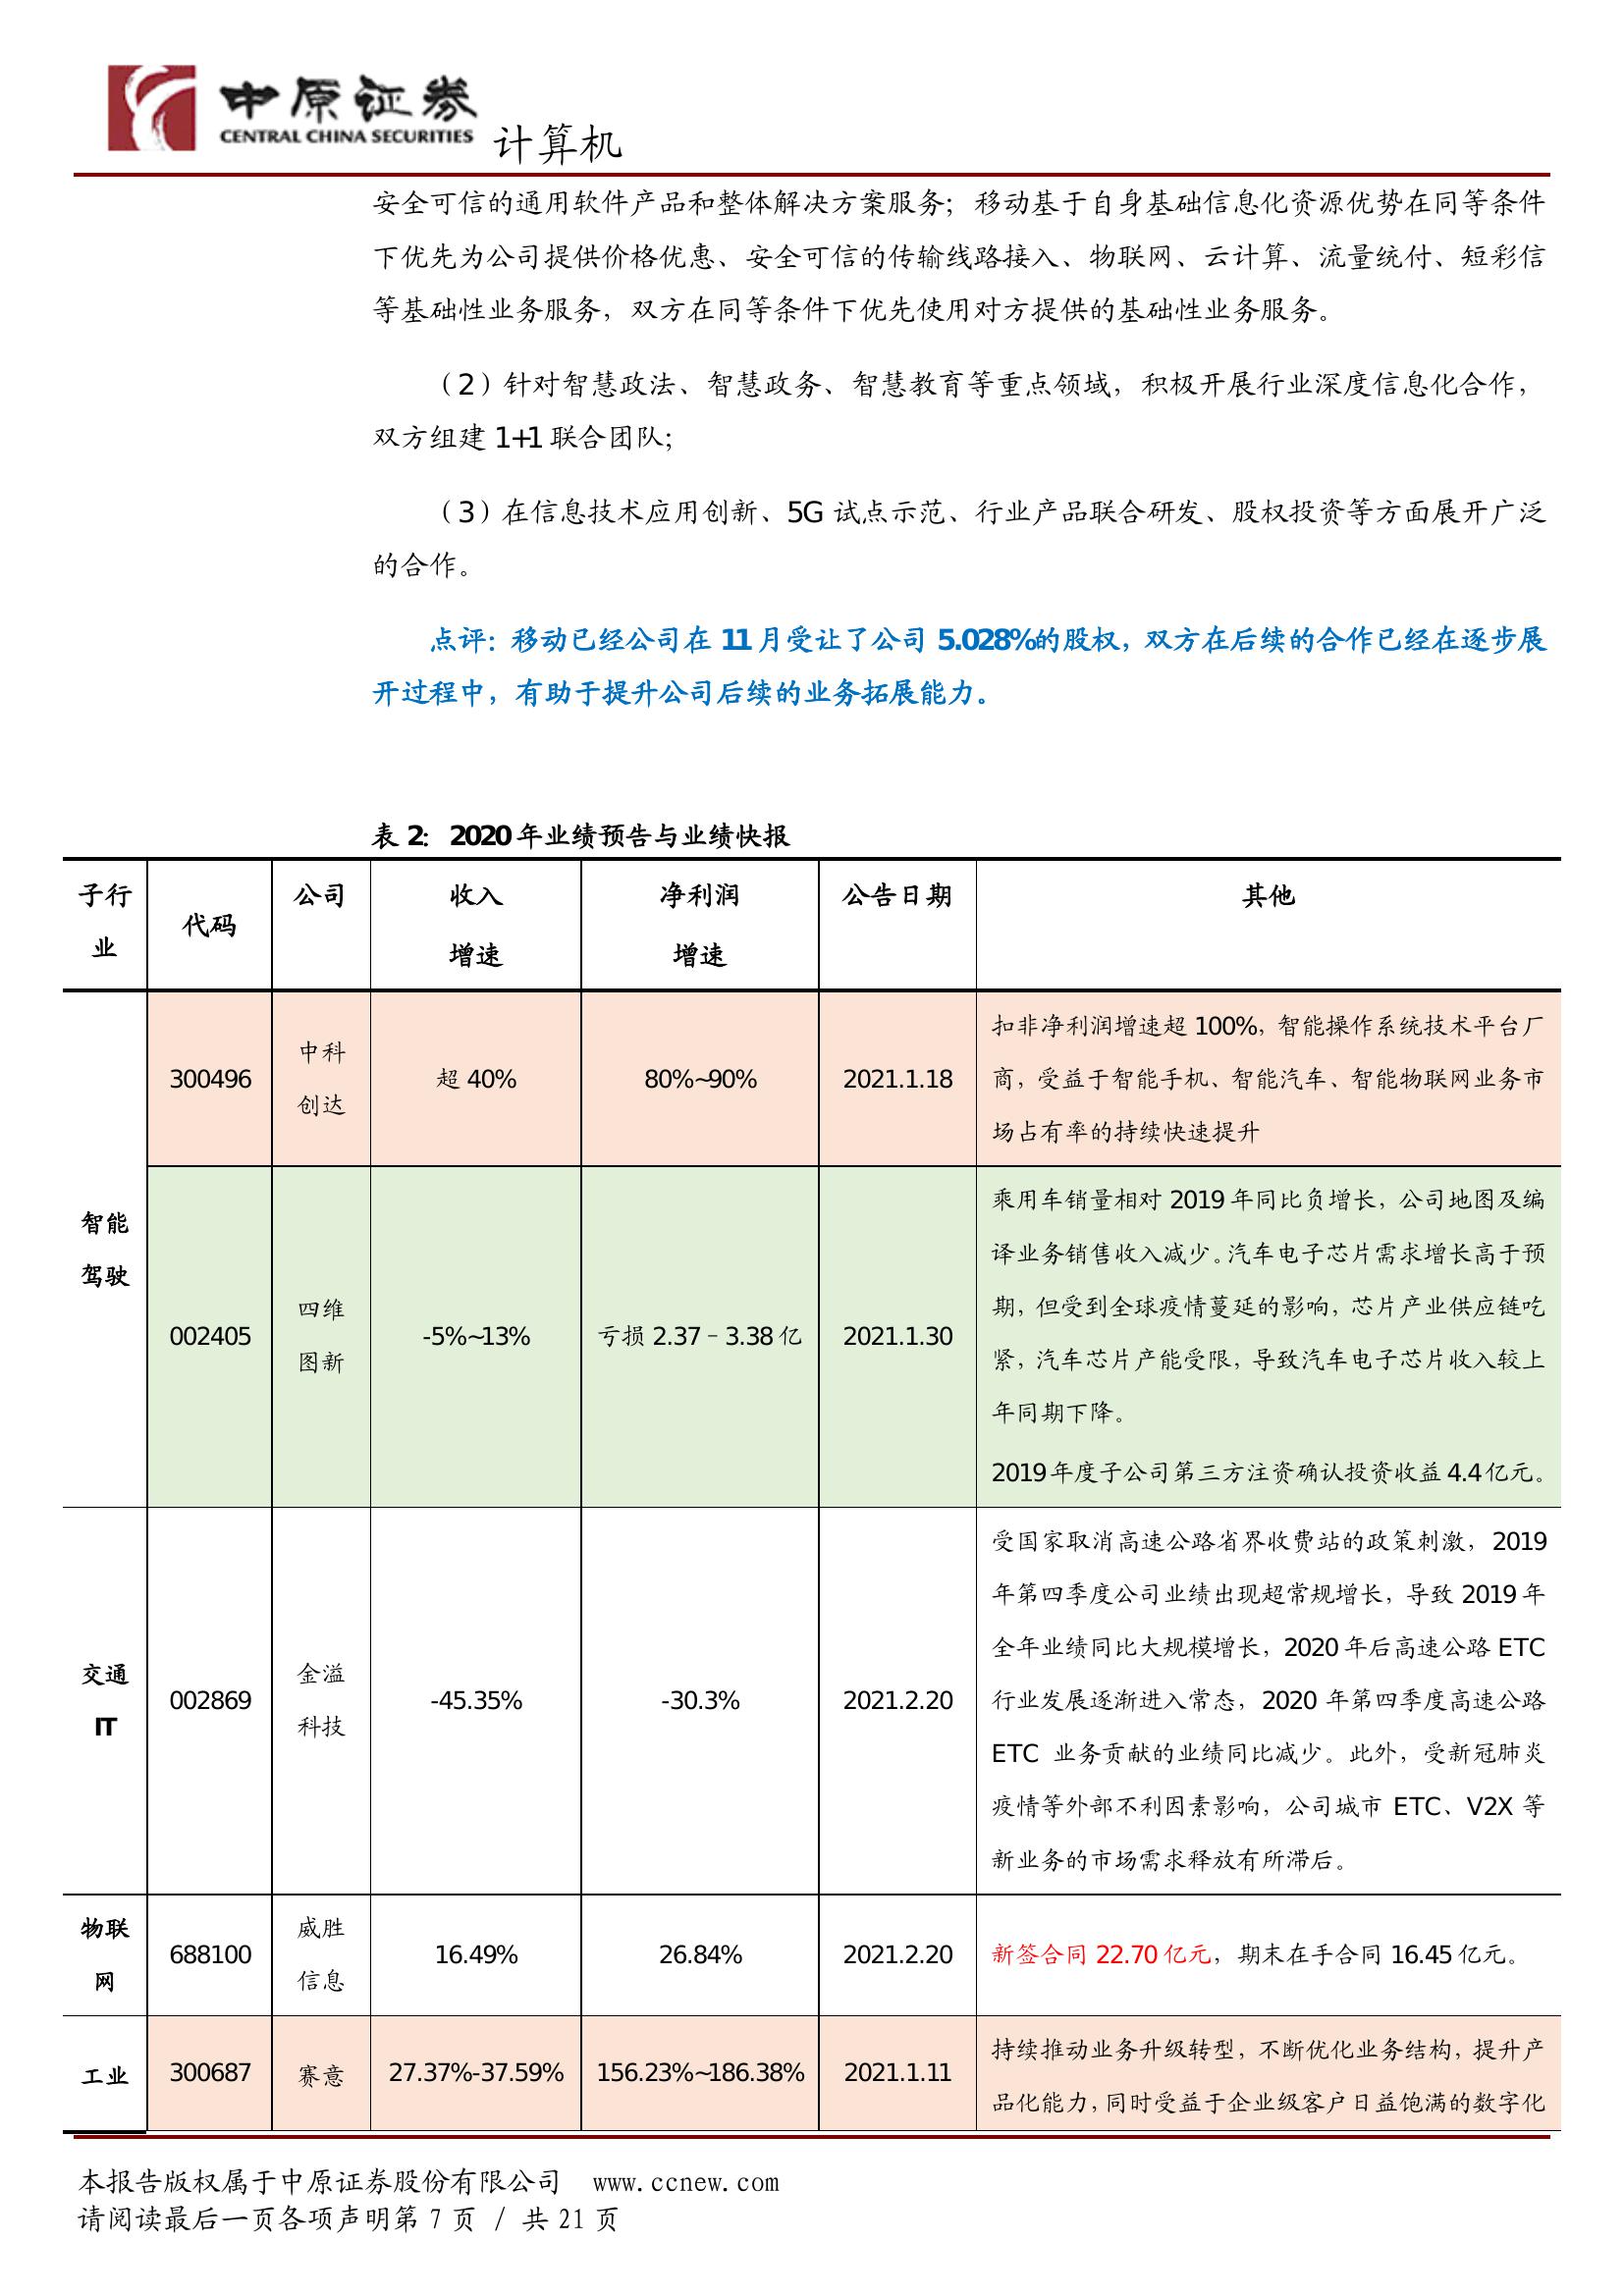 中原证券
CENTRAL CHINA SECURITIES
计算机
安全可信的通用软件产品和整体解决方案服务；移动基于自身基础信息化资源优势在同等条件
下优先为公司提供价格优惠、安全可信的传输线路接入、物联网、云计算、流量统付、短彩信
等基础性业务服务，双方在同等条件下优先使用对方提供的基础性业务服务。
（2）针对智慧政法、智慧政务、智慧教育等重点领域，积极开展行业深度信息化合作，
双方组建 1+1 联合团队；
（3）在信息技术应用创新、5G 试点示范、行业产品联合研发、股权投资等方面展开广泛
的合作。
点评：移动已经公司在 11 月受让了公司 5.028%的股权，双方在后续的合作已经在逐步展
开过程中，有助于提升公司后续的业务拓展能力。
表 2：2020 年业绩预告与业绩快报
子行
业
代码
公司
收入
增速
净利润
增速
公告日期
其他
智能
驾驶
300496
中科
创达
超 40%
80%~90%
2021.1.18
扣非净利润增速超 100%，智能操作系统技术平台厂
商，受益于智能手机、智能汽车、智能物联网业务市
场占有率的持续快速提升
002405
四维
图新
-5%~13%
亏损 2.37–3.38 亿
2021.1.30
乘用车销量相对 2019 年同比负增长，公司地图及编
译业务销售收入减少。汽车电子芯片需求增长高于预
期，但受到全球疫情蔓延的影响，芯片产业供应链吃
紧，汽车芯片产能受限，导致汽车电子芯片收入较上
年同期下降。
2019 年度子公司第三方注资确认投资收益 4.4 亿元。
交通
IT
002869
金溢
科技
-45.35%
-30.3%
2021.2.20
受国家取消高速公路省界收费站的政策刺激，2019
年第四季度公司业绩出现超常规增长，导致 2019 年
全年业绩同比大规模增长，2020 年后高速公路 ETC
行业发展逐渐进入常态，2020 年第四季度高速公路
ETC 业务贡献的业绩同比减少。此外，受新冠肺炎
疫情等外部不利因素影响，公司城市 ETC、V2X 等
新业务的市场需求释放有所滞后。
物联
网
688100
威胜
信息
16.49%
26.84%
2021.2.20
新签合同 22.70 亿元，期末在手合同 16.45 亿元。
工业
300687
赛意
27.37%-37.59%
156.23%~186.38%
2021.1.11
持续推动业务升级转型，不断优化业务结构，提升产
品化能力，同时受益于企业级客户日益饱满的数字化
本报告版权属于中原证券股份有限公司 www.ccnew.com
请阅读最后一页各项声明第 7 页 / 共 21 页